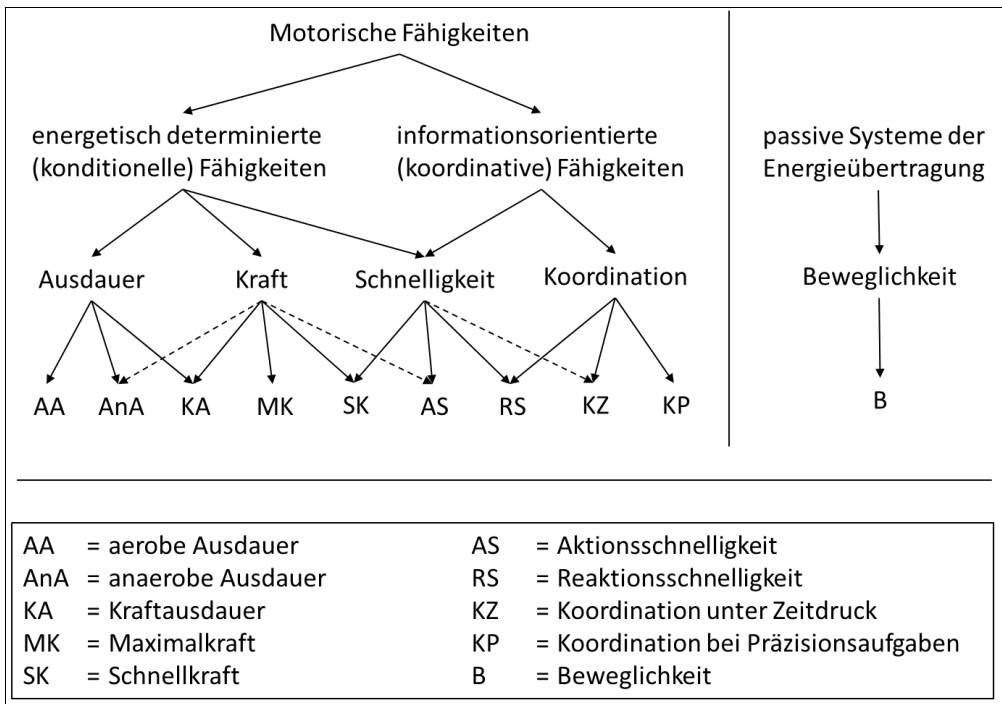 Motorische Fähigkeiten
energetisch determinierte
(konditionelle) Fähigkeiten
informationsorientierte
(koordinative) Fähigkeiten
passive Systeme der
Energieübertragung
Ausdauer
Kraft
Schnelligkeit
Koordination
Beweglichkeit
AA
AnA
KA
MK
SK
AS
RS
KZ
KP
B
AA = aerobe Ausdauer
AnA = anaerobe Ausdauer
KA = Kraftausdauer
MK = Maximalkraft
SK = Schnellkraft
AS = Aktionsschnelligkeit
RS = Reaktionsschnelligkeit
KZ = Koordination unter Zeitdruck
KP = Koordination bei Präzisionsaufgaben
B = Beweglichkeit